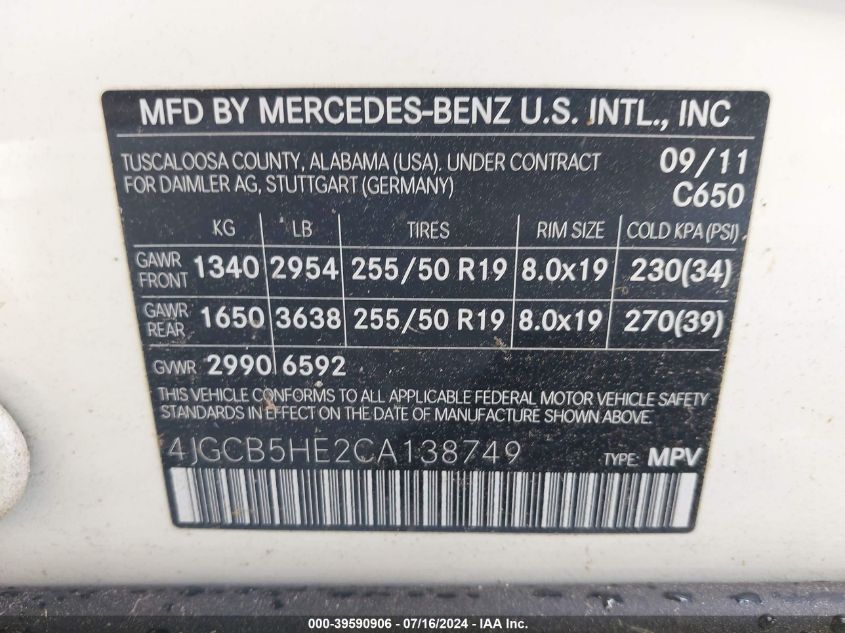 MFD BY MERCEDES-BENZ U.S. INTL., INC
TUSCALOOSA COUNTY, ALABAMA (USA). UNDER CONTRACT 09/11
FOR DAIMLER AG, STUTTGART (GERMANY) C650
KG LB TIRES RIM SIZE COLD KPA (PSI)
GAWR FRONT 1340 2954 255/50 R19 8.0x19 230(34)
GAWR REAR 1650 3638 255/50 R19 8.0x19 270(39)
GVWR 2990 6592
THIS VEHICLE CONFORMS TO ALL APPLICABLE FEDERAL MOTOR VEHICLE SAFETY
STANDARDS IN EFFECT ON THE DATE OF MANUFACTURE SHOWN ABOVE.
4JGCB5HE2CA138749 TYPE: MPV
000-39590906 - 07/16/2024 - IAA Inc.